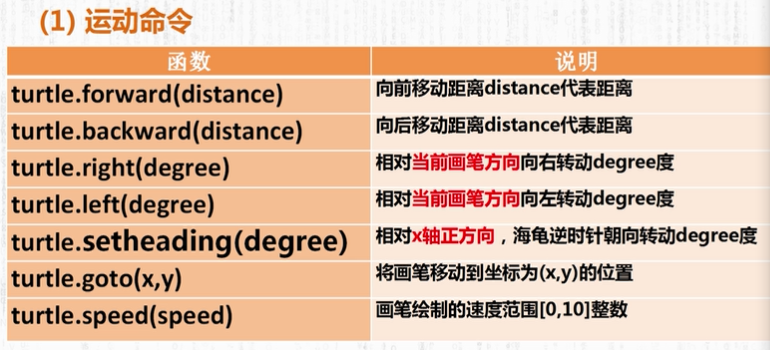 (1) 运动命令
函数 说明
turtle.forward(distance) 向前移动距离distance代表距离
turtle.backward(distance) 向后移动距离distance代表距离
turtle.right(degree) 相对当前画笔方向向右转动degree度
turtle.left(degree) 相对当前画笔方向向左转动degree度
turtle.setheading(degree) 相对x轴正方向，海龟逆时针朝向转动degree度
turtle.goto(x,y) 将画笔移动到坐标为(x,y)的位置
turtle.speed(speed) 画笔绘制的速度范围[0,10]整数